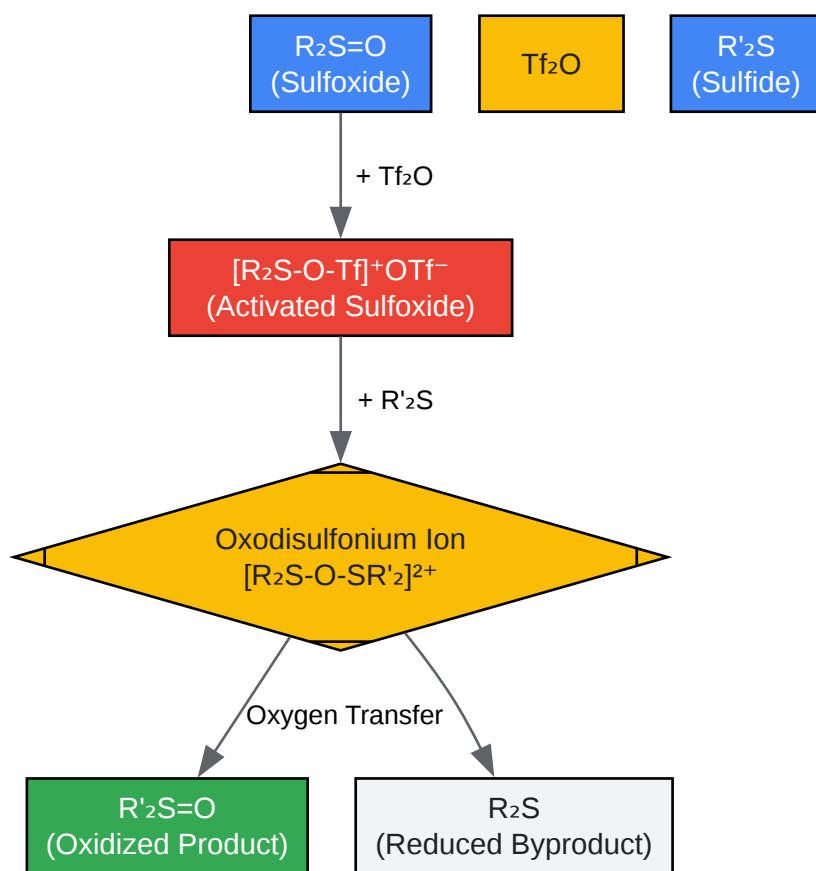 R₂S=O
(Sulfoxide)
Tf₂O
R'₂S
(Sulfide)
+ Tf₂O
[R₂S-O-Tf]⁺OTf⁻
(Activated Sulfoxide)
+ R'₂S
Oxodisulfonium Ion
[R₂S-O-SR'₂]²⁺
Oxygen Transfer
R'₂S=O
(Oxidized Product)
R₂S
(Reduced Byproduct)